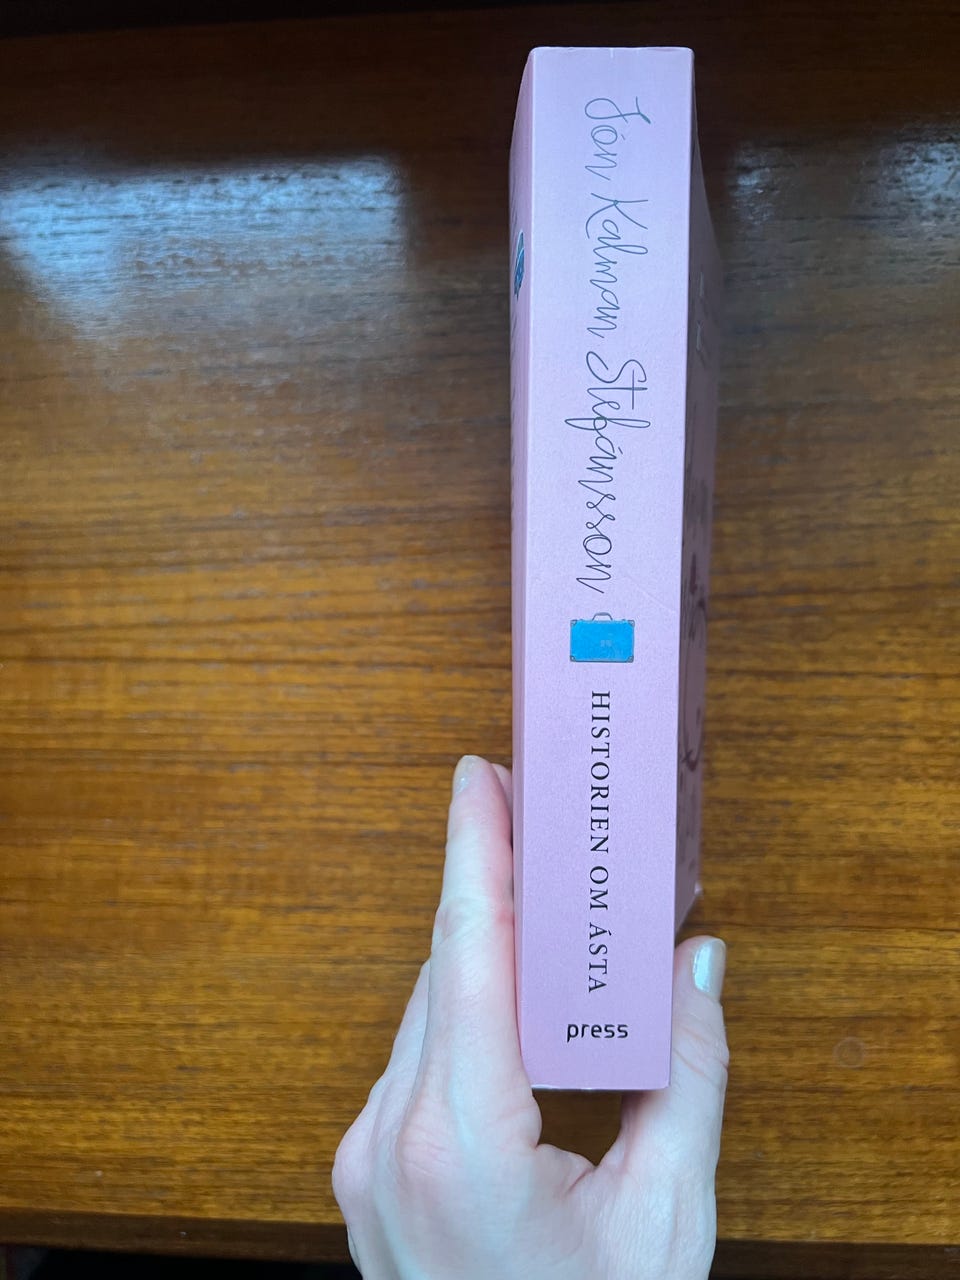 Jón Kalman Stefánsson
HISTORIEN OM ÁSTA
press